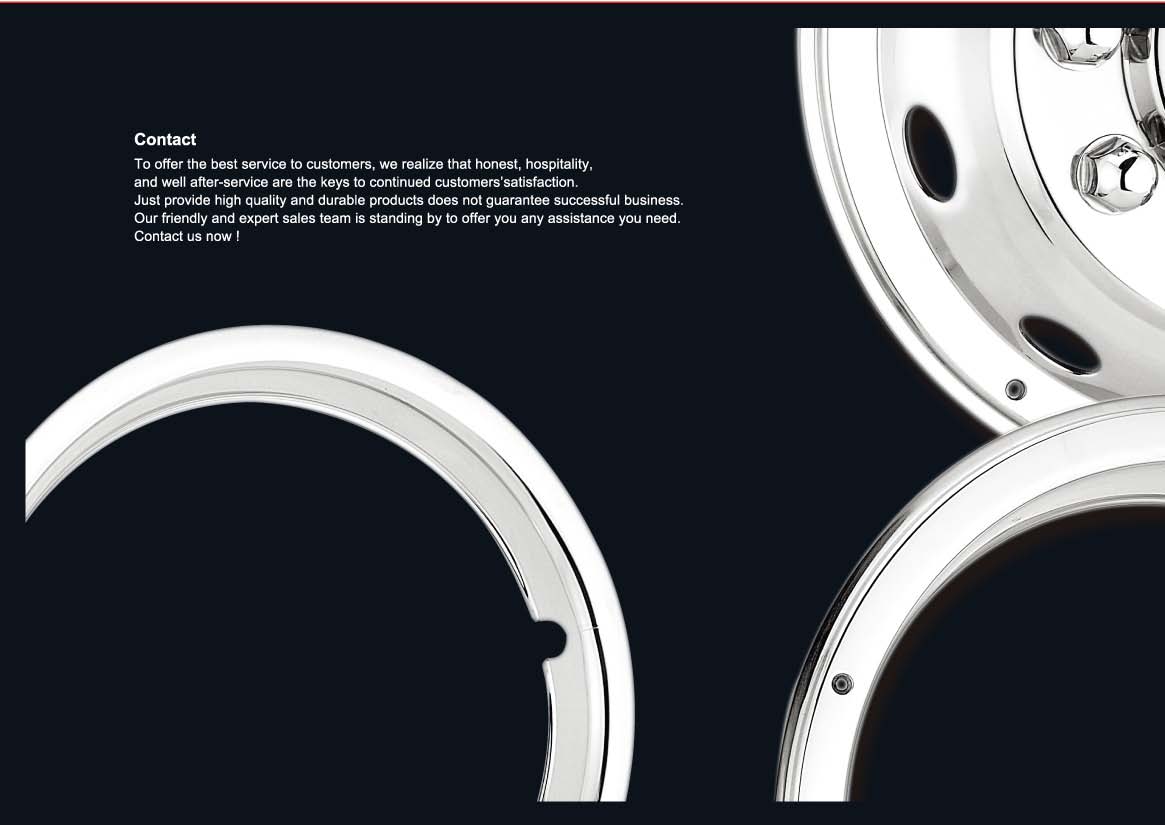 Contact
To offer the best service to customers, we realize that honest, hospitality,
and well after-service are the keys to continued customers'satisfaction.
Just provide high quality and durable products does not guarantee successful business.
Our friendly and expert sales team is standing by to offer you any assistance you need.
Contact us now !